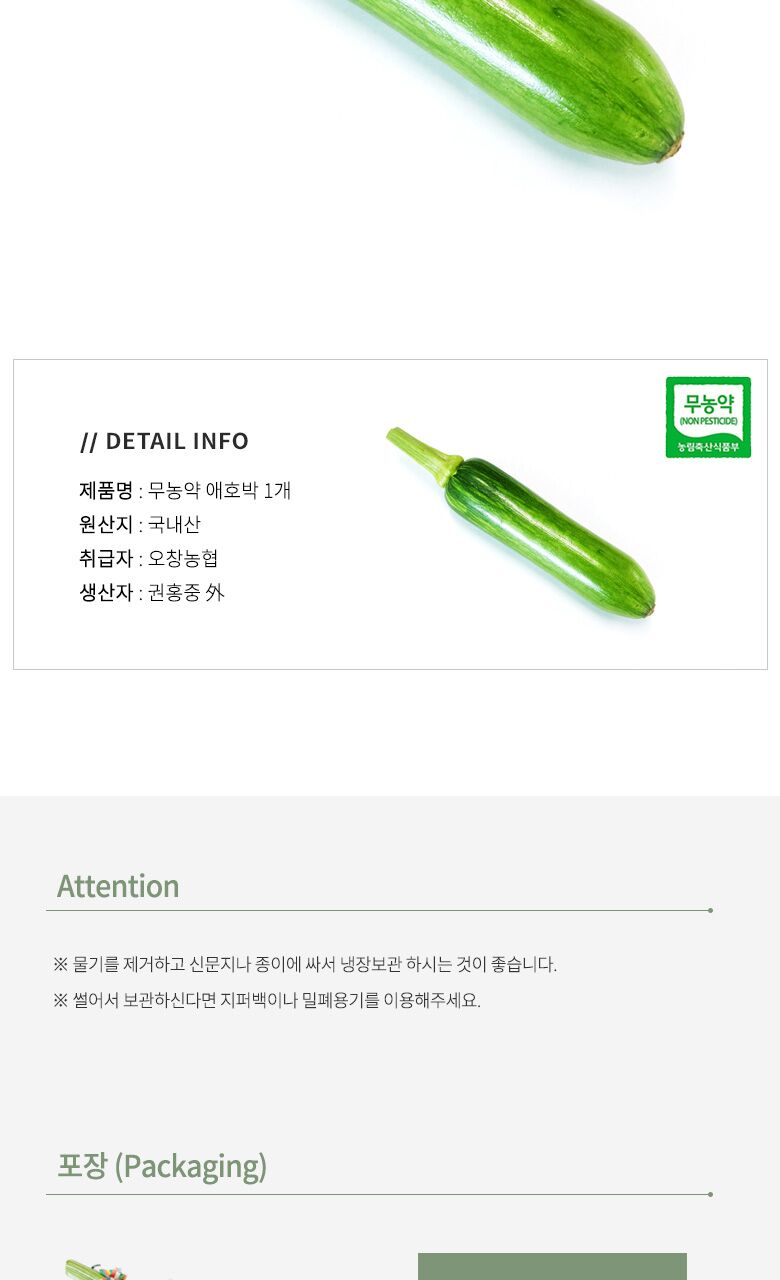 무농약
(NON PESTICIDE)
농림축산식품부
// DETAIL INFO
제품명 : 무농약 애호박 1개
원산지 : 국내산
취급자 : 오창농협
생산자 : 권홍중 外
Attention
※ 물기를 제거하고 신문지나 종이에 싸서 냉장보관 하시는 것이 좋습니다.
※ 썰어서 보관하신다면 지퍼백이나 밀폐용기를 이용해주세요.
포장 (Packaging)